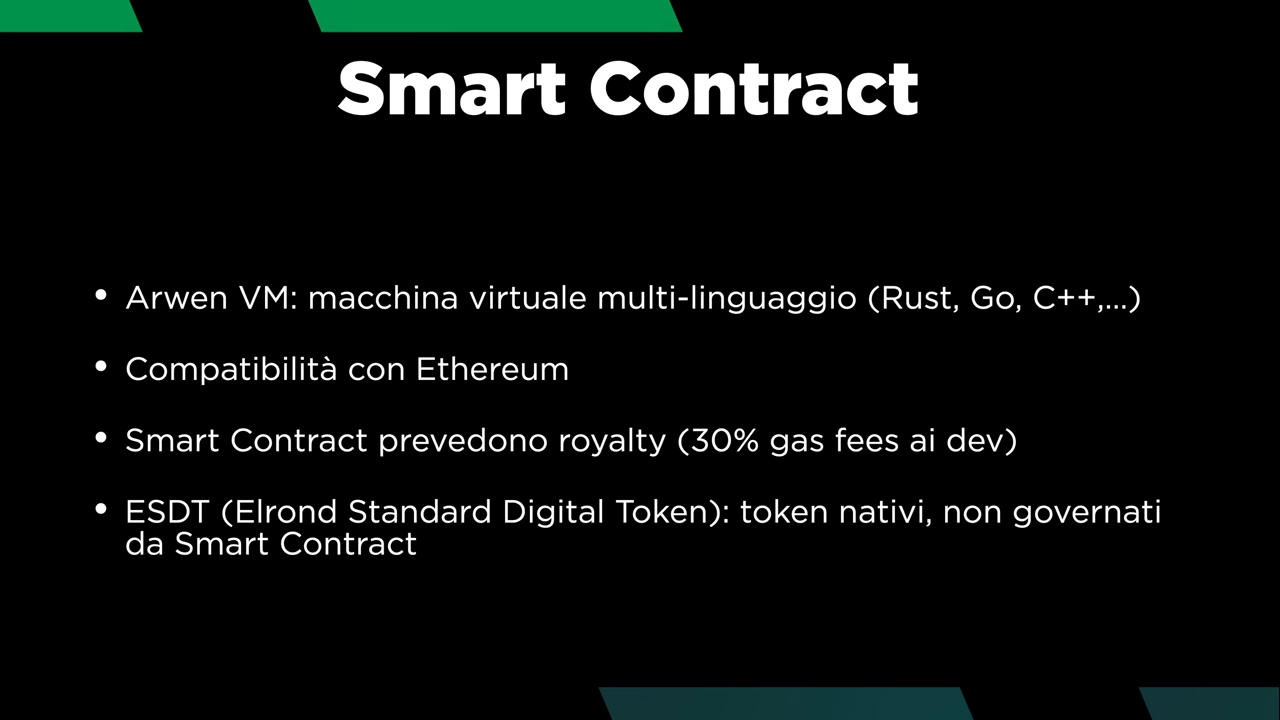 Smart Contract
• Arwen VM: macchina virtuale multi-linguaggio (Rust, Go, C++,...)
• Compatibilità con Ethereum
• Smart Contract prevedono royalty (30% gas fees ai dev)
• ESDT (Elrond Standard Digital Token): token nativi, non governati
da Smart Contract